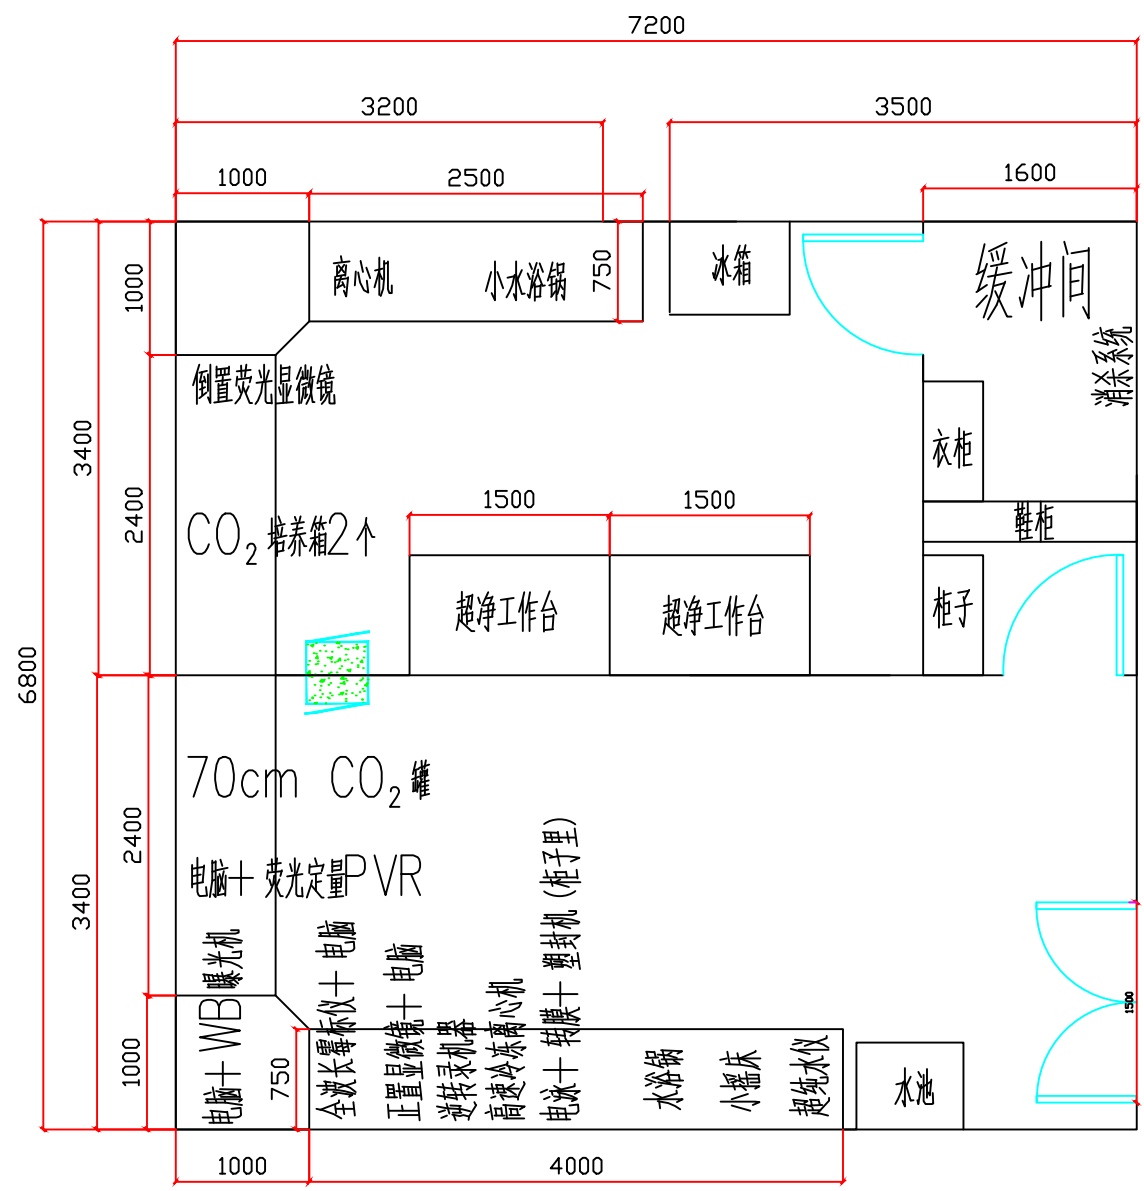 7200
3200
3500
1000
2500
1600
750
离心机
小水浴锅
冰箱
缓冲间
消杀系统
1000
倒置荧光显微镜
3400
2400
衣柜
1500
1500
CO₂ 培养箱2个
鞋柜
超净工作台
超净工作台
柜子
6800
70cm CO₂罐
2400
电脑+ 荧光定量PVR
3400
曝光机
电脑+ WB
全波长霉标仪+ 电脑
正置显微镜+ 电脑
逆转录机器
高速冷冻离心机
电泳+ 转膜+ 塑封机 (柜子里)
水浴锅
小摇床
超纯水仪
水池
1500
1000
750
1000
4000